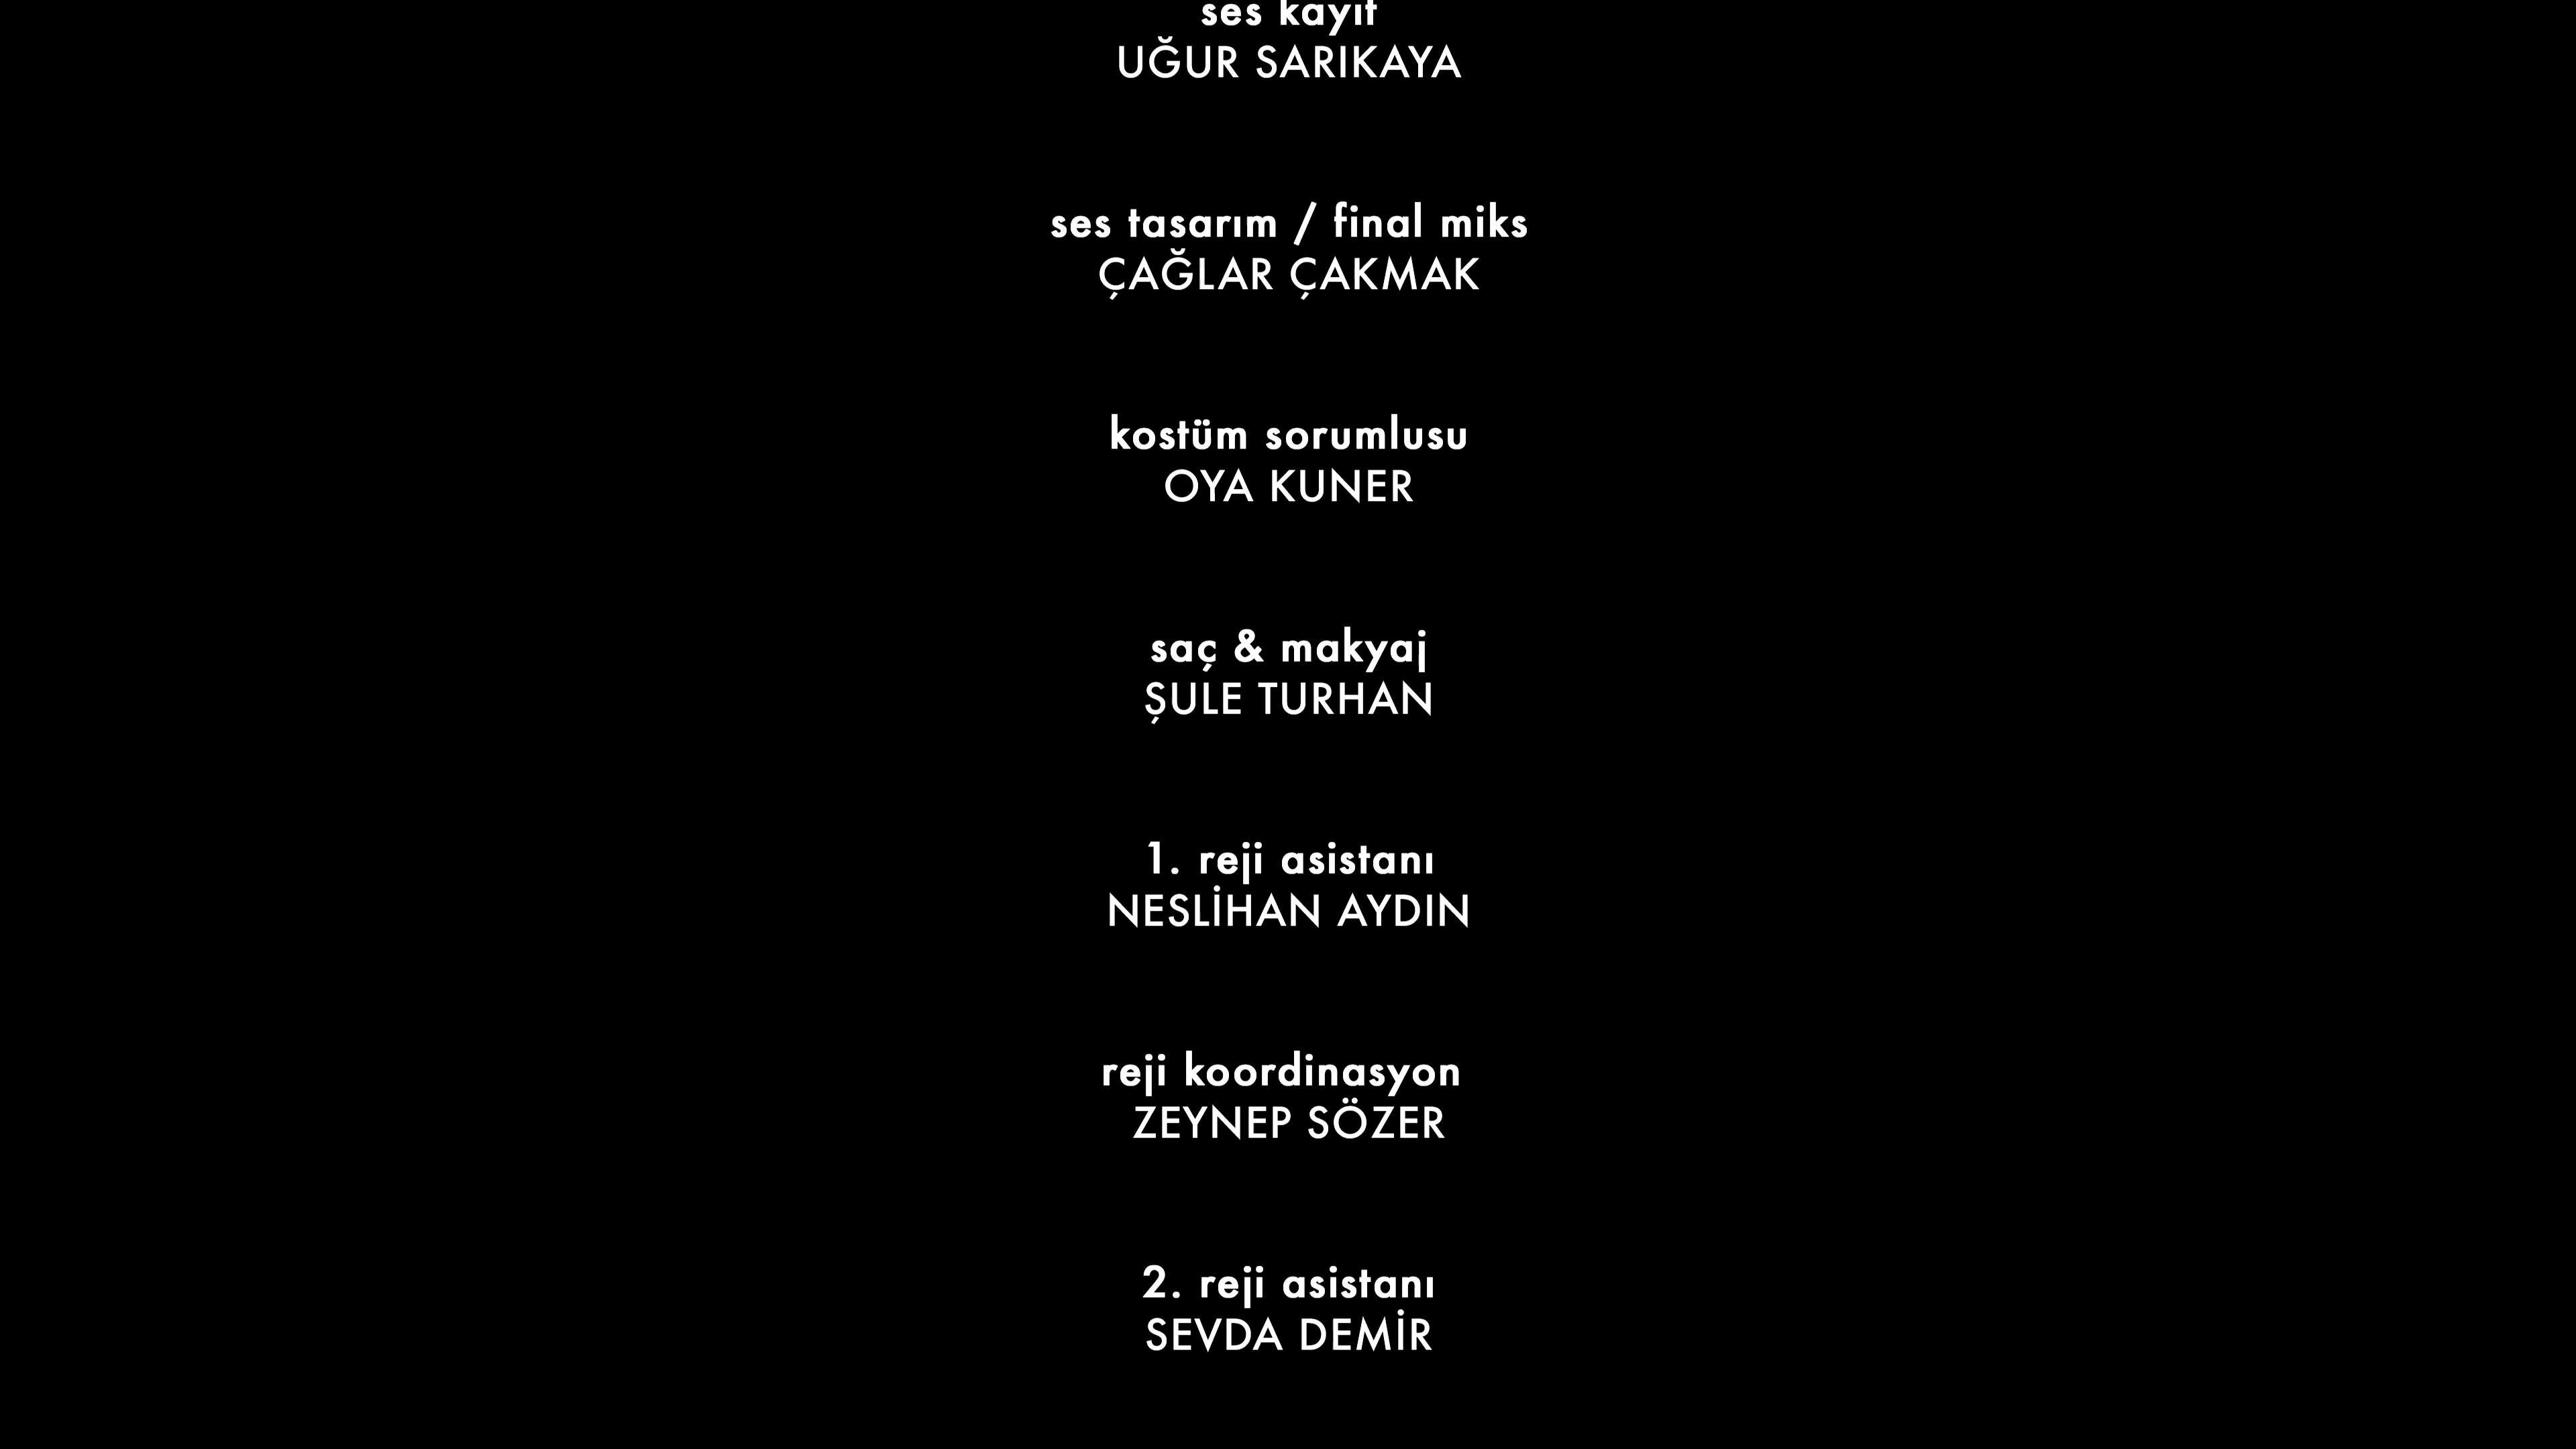 ses kayıt
UĞUR SARIKAYA
ses tasarım / final miks
ÇAĞLAR ÇAKMAK
kostüm sorumlusu
OYA KUNER
saç & makyaj
ŞULE TURHAN
1. reji asistanı
NESLİHAN AYDIN
reji koordinasyon
ZEYNEP SÖZER
2. reji asistanı
SEVDA DEMİR